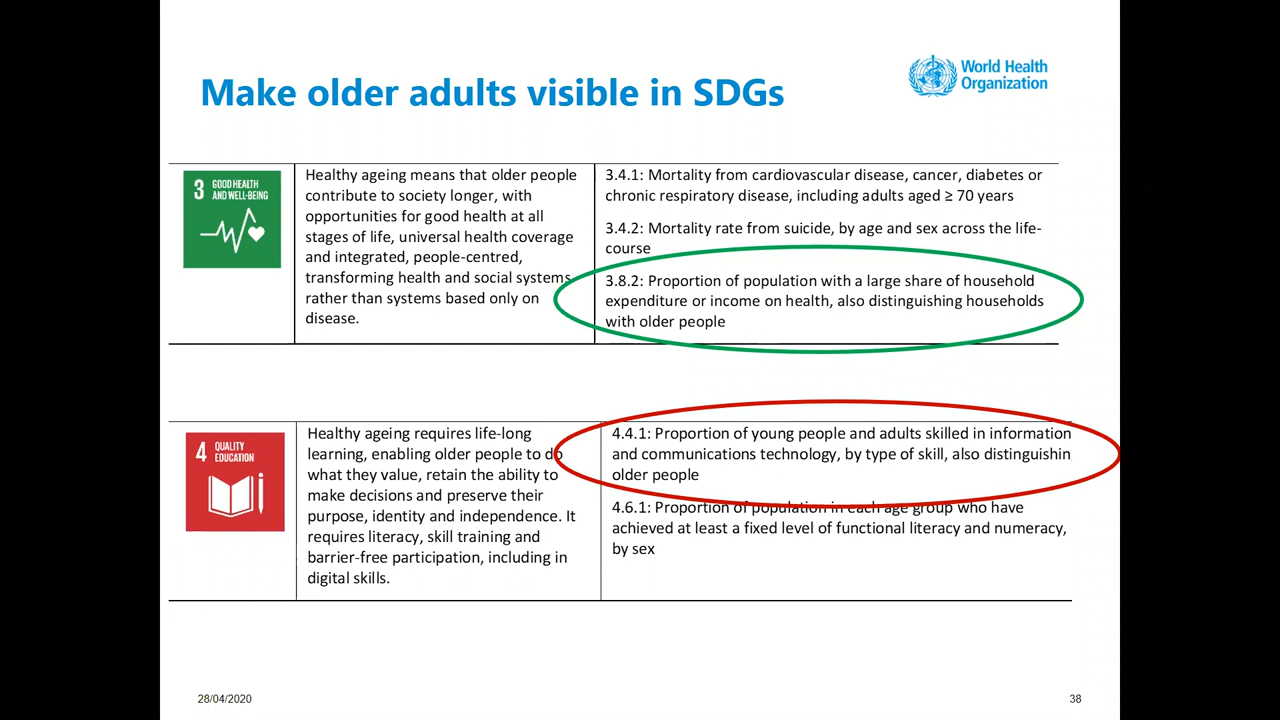 Make older adults visible in SDGs
World Health
Organization
3 GOOD HEALTH
AND WELL-BEING
Healthy ageing means that older people
contribute to society longer, with
opportunities for good health at all
stages of life, universal health coverage
and integrated, people-centred,
transforming health and social systems
rather than systems based only on
disease.
3.4.1: Mortality from cardiovascular disease, cancer, diabetes or
chronic respiratory disease, including adults aged ≥ 70 years
3.4.2: Mortality rate from suicide, by age and sex across the life-
course
3.8.2: Proportion of population with a large share of household
expenditure or income on health, also distinguishing households
with older people
4 QUALITY
EDUCATION
Healthy ageing requires life-long
learning, enabling older people to do
what they value, retain the ability to
make decisions and preserve their
purpose, identity and independence. It
requires literacy, skill training and
barrier-free participation, including in
digital skills.
4.4.1: Proportion of young people and adults skilled in information
and communications technology, by type of skill, also distinguishin
older people
4.6.1: Proportion of population in each age group who have
achieved at least a fixed level of functional literacy and numeracy,
by sex
28/04/2020
38